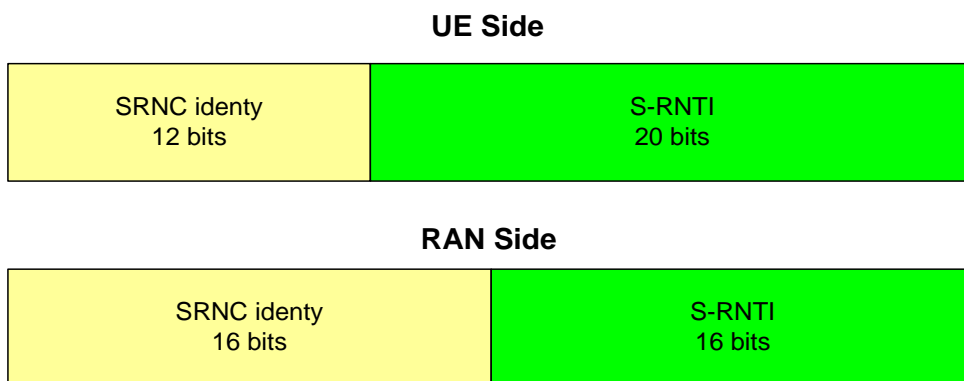 UE Side
SRNC identy
12 bits
S-RNTI
20 bits
RAN Side
SRNC identy
16 bits
S-RNTI
16 bits